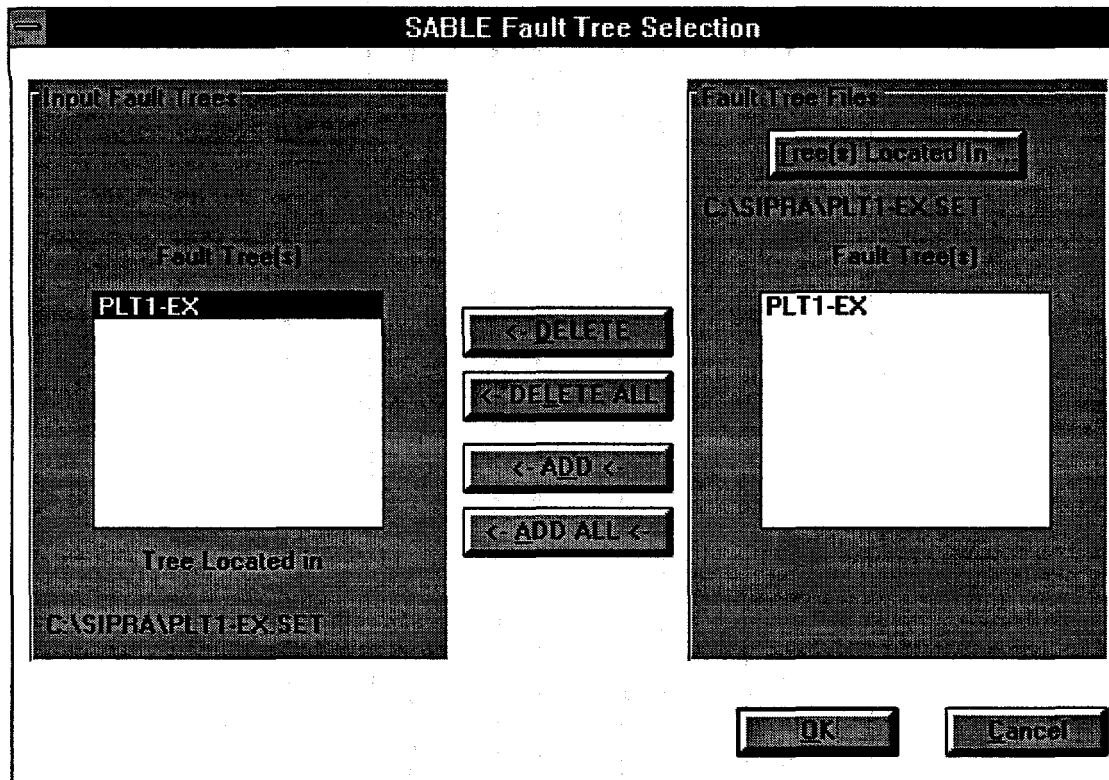 SABLE Fault Tree Selection
Input Fault Trees
Fault Tree(s)
PLT1-EX
Tree Located in
C:\SIPRA\PLT1-EX.SET
<- DELETE
<- DELETE ALL
<- ADD <-
<- ADD ALL <-
Fault Tree Files
Tree(s) Located In ...
C:\SIPRA\PLT1-EX.SET
Fault Tree(s)
PLT1-EX
OK
Cancel